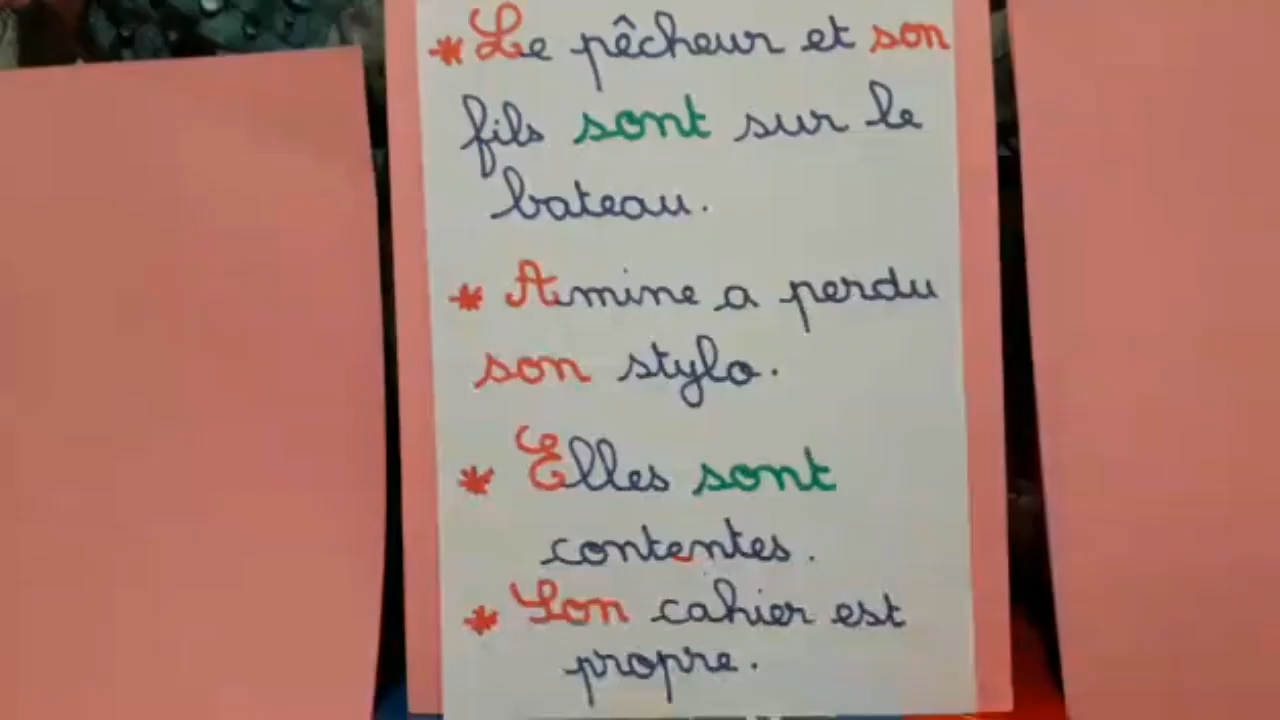 * Le pêcheur et son
fils sont sur le
bateau.
* Amine a perdu
son stylo.
* Elles sont
contentes.
* Son cahier est
propre.